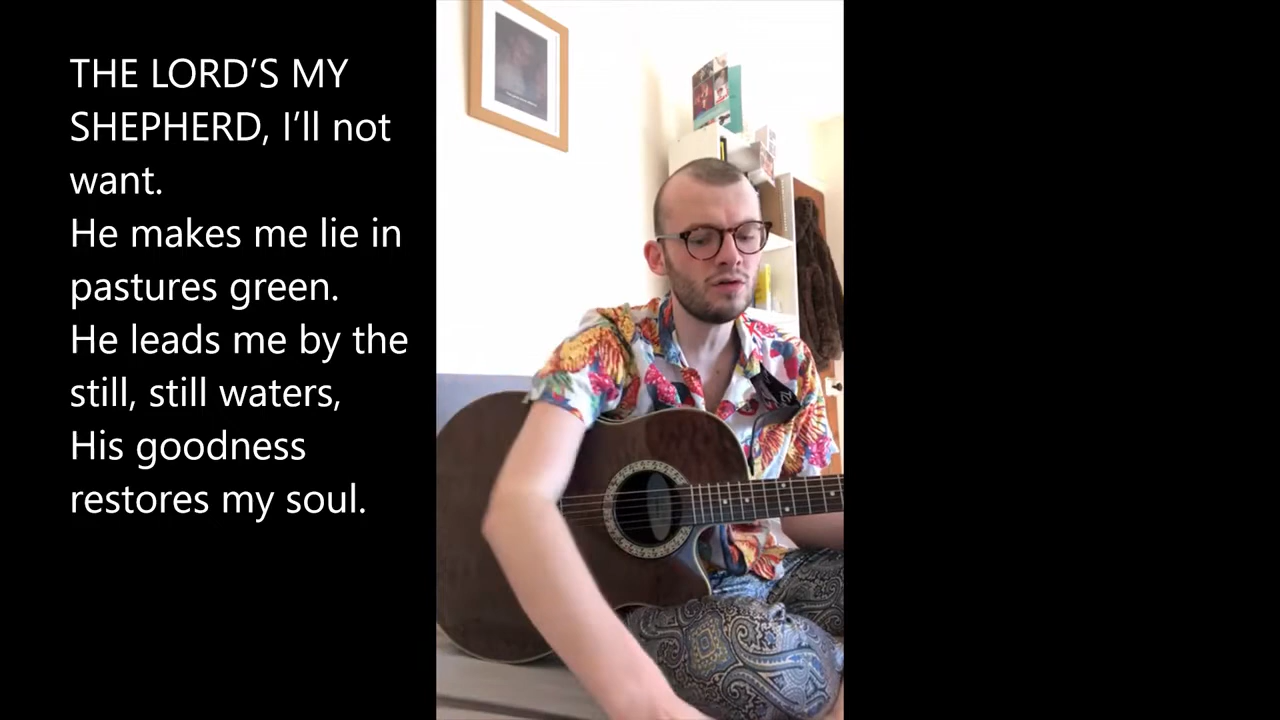 THE LORD’S MY
SHEPHERD, I’ll not
want.
He makes me lie in
pastures green.
He leads me by the
still, still waters,
His goodness
restores my soul.